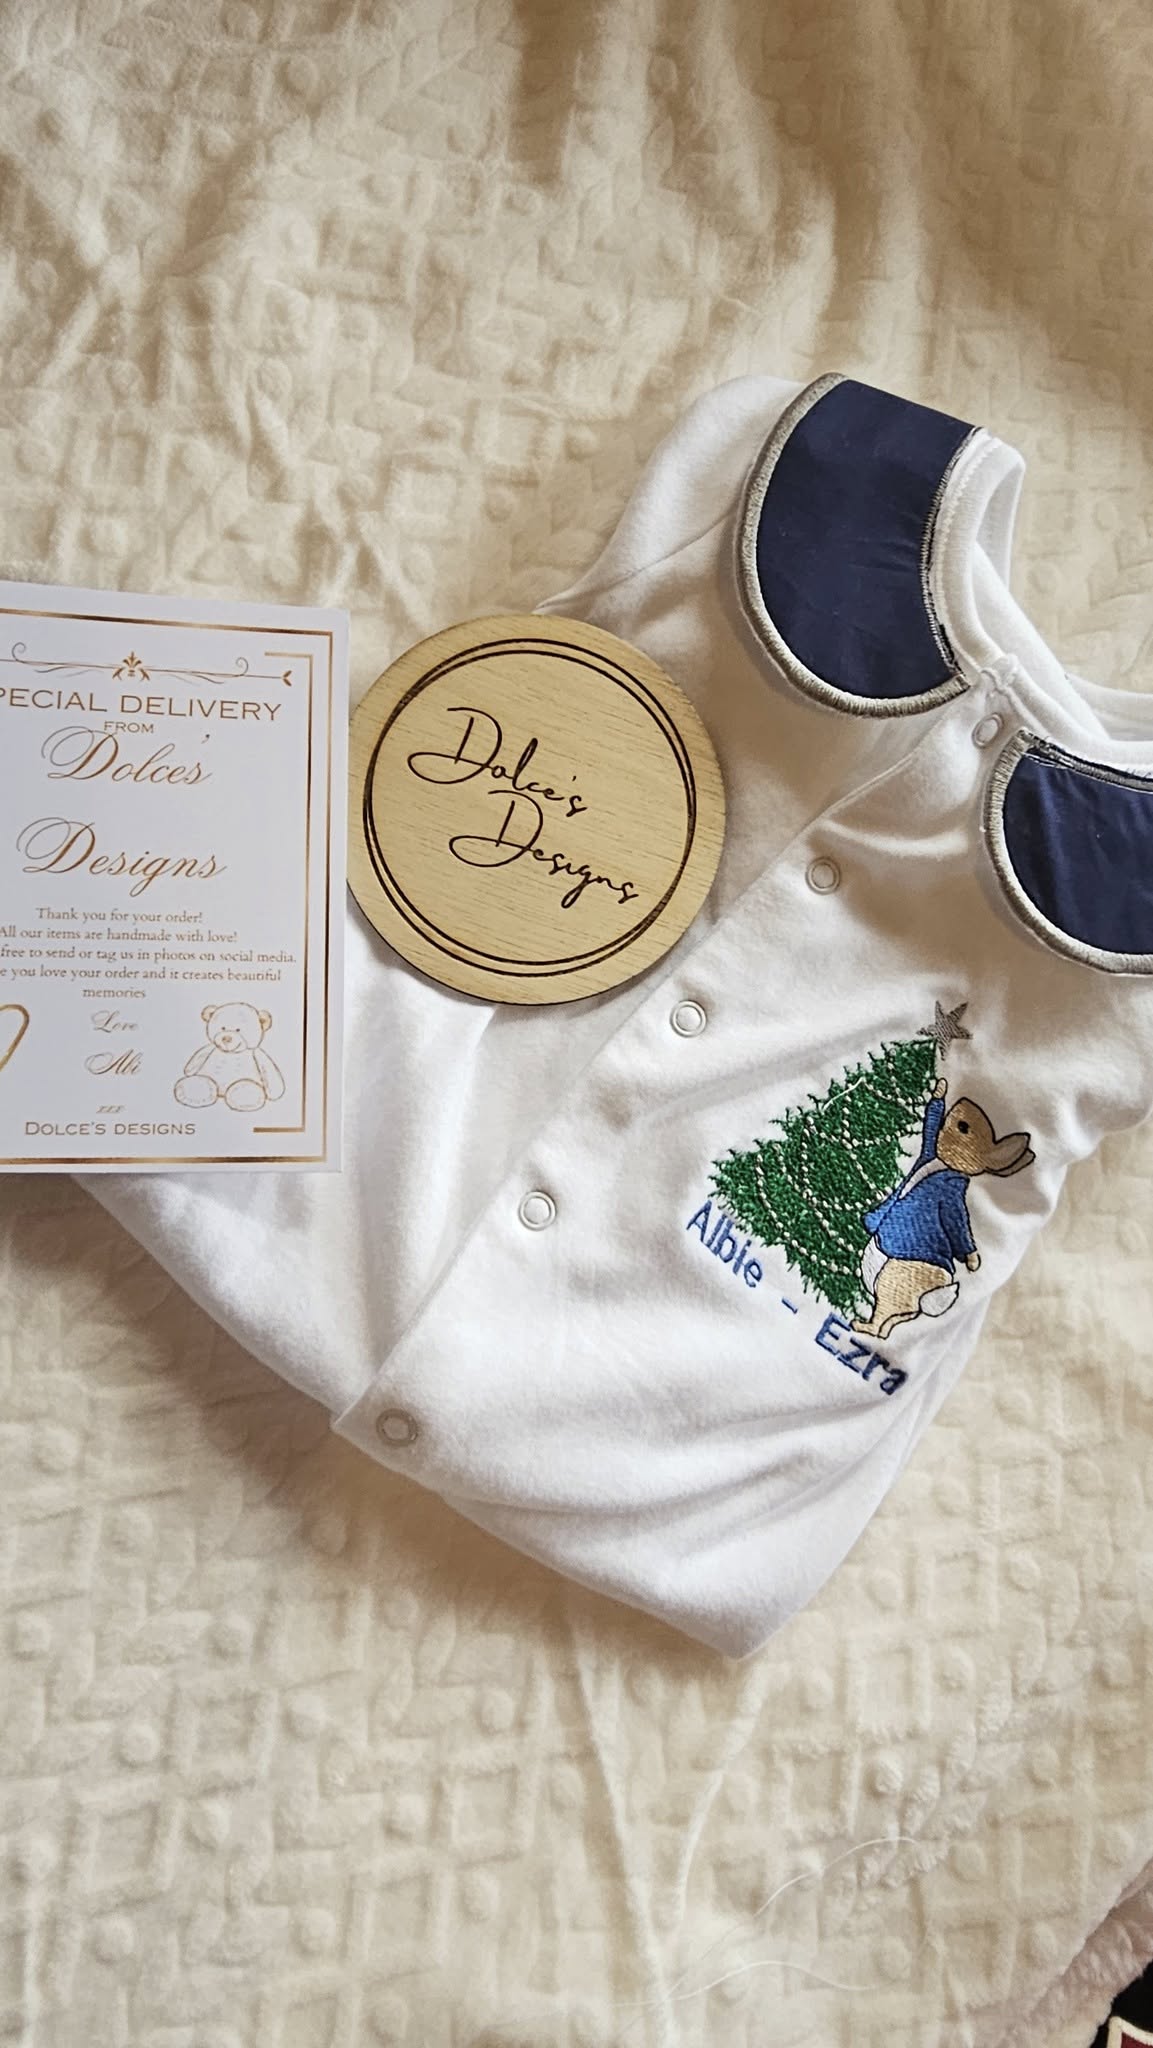 PECIAL DELIVERY
FROM
Dolce's
Designs
Thank you for your order!
All our items are handmade with love!
free to send or tag us in photos on social media.
you love your order and it creates beautiful
memories
Love
Abi
xxx
DOLCE'S DESIGNS
Dolce's
Designs
Albie - Ezra